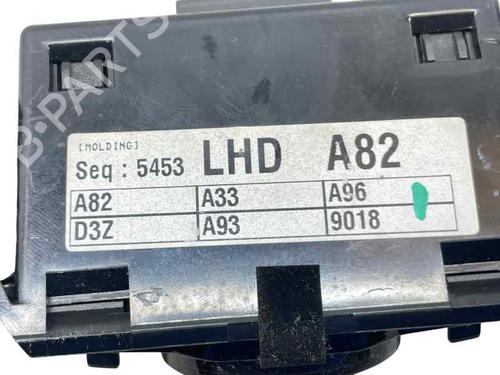 B-PARTS
[MOLDING]
Seq : 5453 LHD A82
A82 A33 A96
D3Z A93 9018